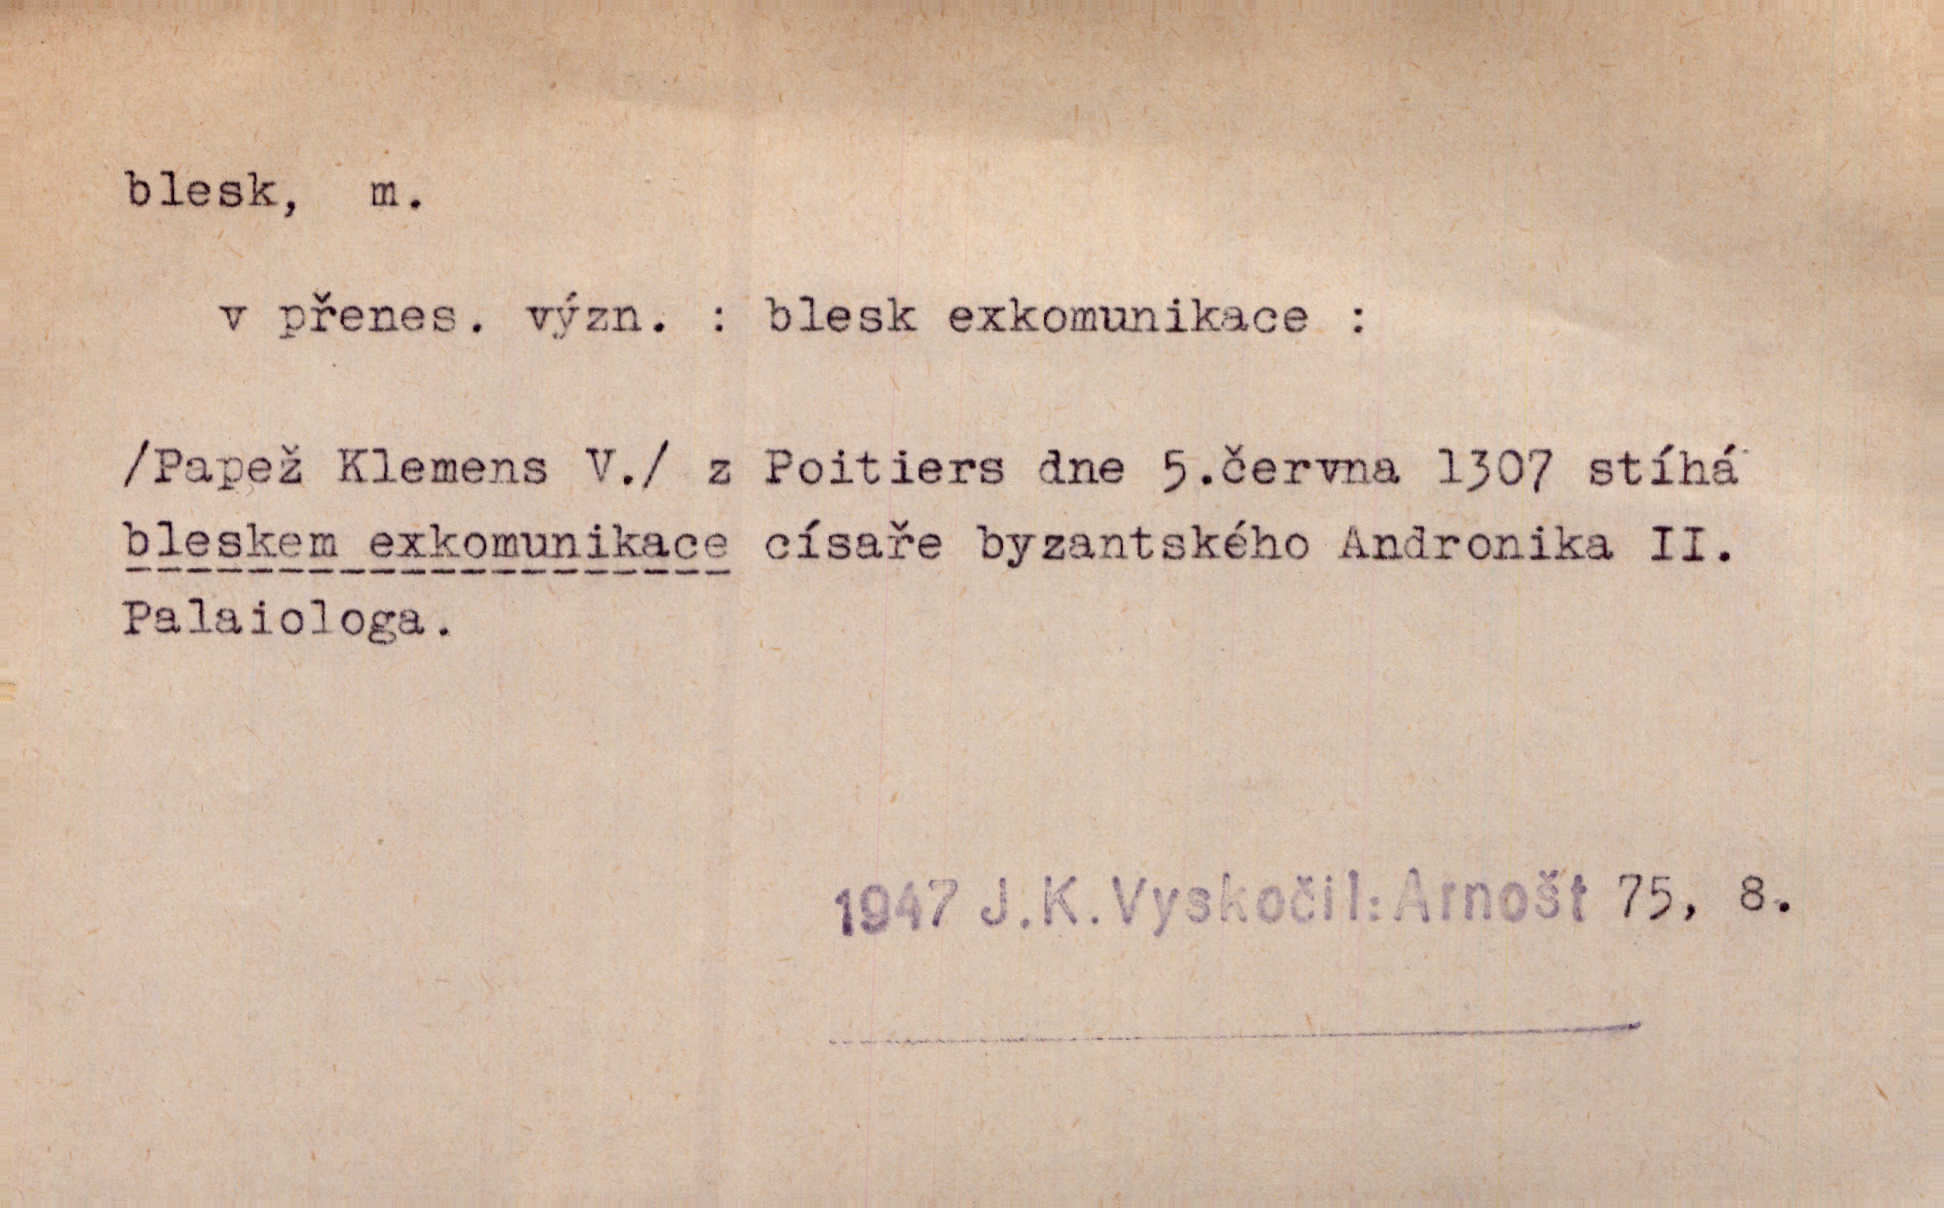 blesk, m.
v přenes. význ. : blesk exkomunikace :
/Papež Klemens V./ z Poitiers dne 5.června 1307 stíhá
bleskem exkomunikace císaře byzantského Andronika II.
Palaiologa.
1947 J.K.Vyskočil: Arnošt 75, 8.